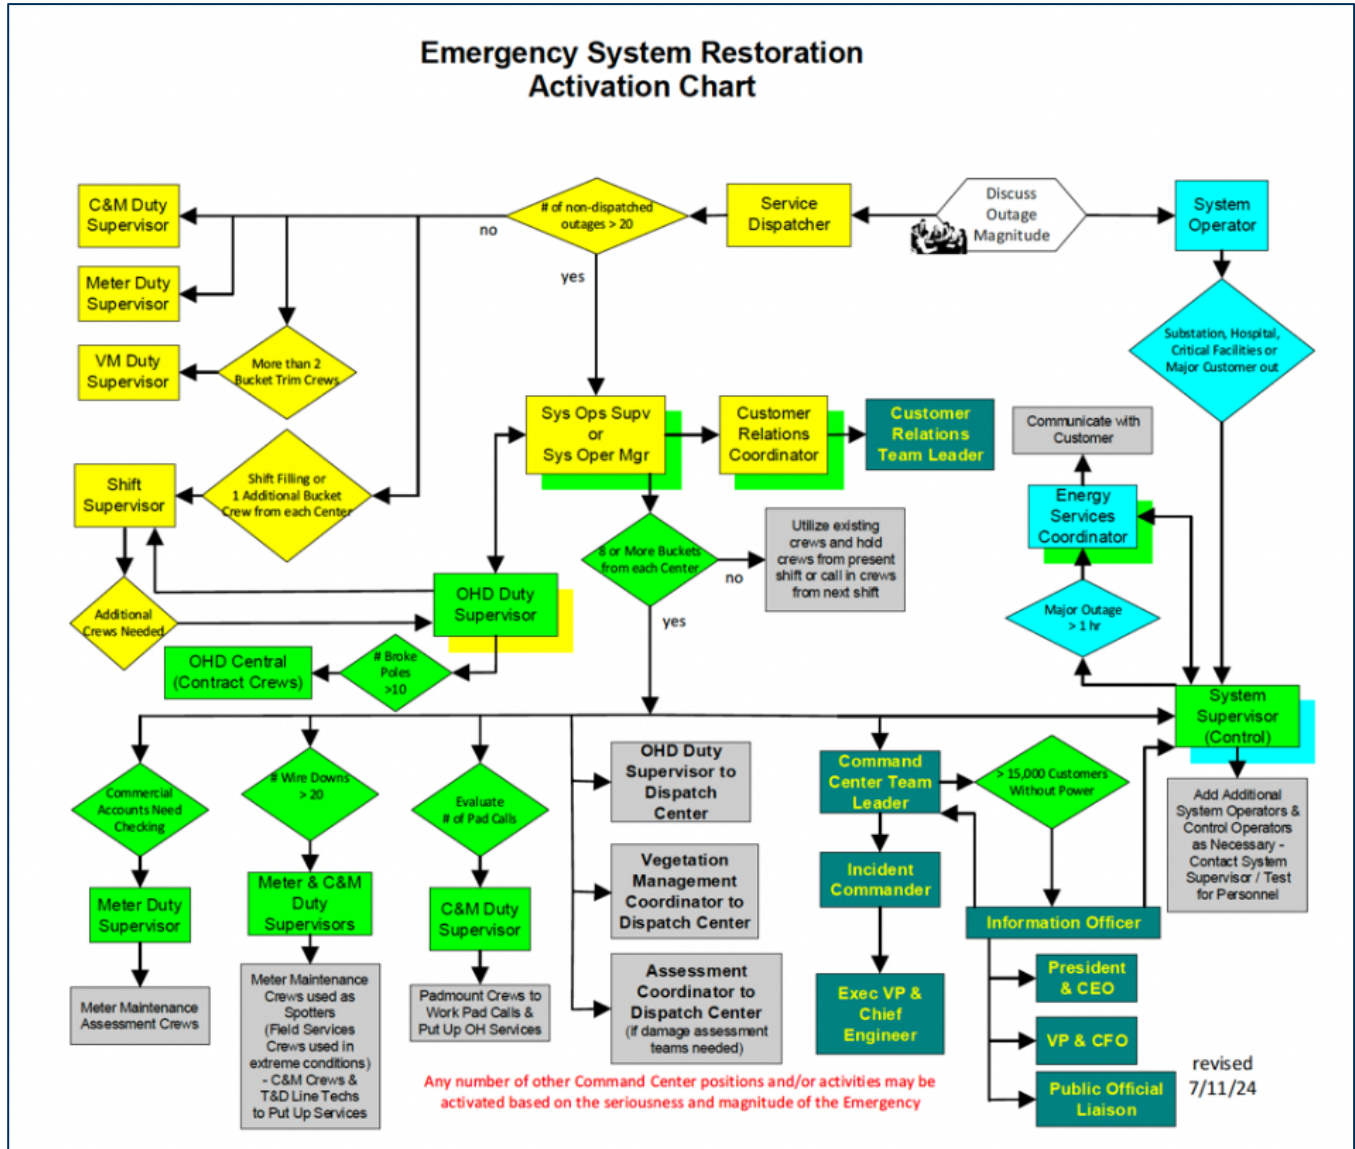 Emergency System Restoration
Activation Chart
C&M Duty
Supervisor
# of non-dispatched
outages > 20
Service
Dispatcher
Discuss
Outage
Magnitude
System
Operator
no
yes
Meter Duty
Supervisor
VM Duty
Supervisor
More than 2
Bucket Trim Crews
Substation, Hospital,
Critical Facilities or
Major Customer out
Sys Ops Supv
or
Sys Oper Mgr
Customer
Relations
Coordinator
Customer
Relations
Team Leader
Communicate with
Customer
Shift
Supervisor
Shift Filling or
1 Additional Bucket
Crew from each Center
Energy
Services
Coordinator
8 or More Buckets
from each Center
no
yes
Utilize existing
crews and hold
crews from present
shift or call in crews
from next shift
Additional
Crews Needed
OHD Duty
Supervisor
Major Outage
> 1 hr
OHD Central
(Contract Crews)
# Broke
Poles
>10
System
Supervisor
(Control)
Commercial
Accounts Need
Checking
# Wire Downs
> 20
Evaluate
# of Pad Calls
OHD Duty
Supervisor to
Dispatch
Center
Command
Center Team
Leader
> 15,000 Customers
Without Power
Add Additional
System Operators &
Control Operators
as Necessary -
Contact System
Supervisor / Test
for Personnel
Meter Duty
Supervisor
Meter & C&M
Duty
Supervisors
C&M Duty
Supervisor
Vegetation
Management
Coordinator to
Dispatch Center
Incident
Commander
Information Officer
Meter Maintenance
Assessment Crews
Meter Maintenance
Crews used as
Spotters
(Field Services
Crews used in
extreme conditions)
- C&M Crews &
T&D Line Techs
to Put Up Services
Padmount Crews to
Work Pad Calls &
Put Up OH Services
Assessment
Coordinator to
Dispatch Center
(if damage assessment
teams needed)
Exec VP &
Chief
Engineer
President
& CEO
VP & CFO
Public Official
Liaison
revised
7/11/24
Any number of other Command Center positions and/or activities may be
activated based on the seriousness and magnitude of the Emergency